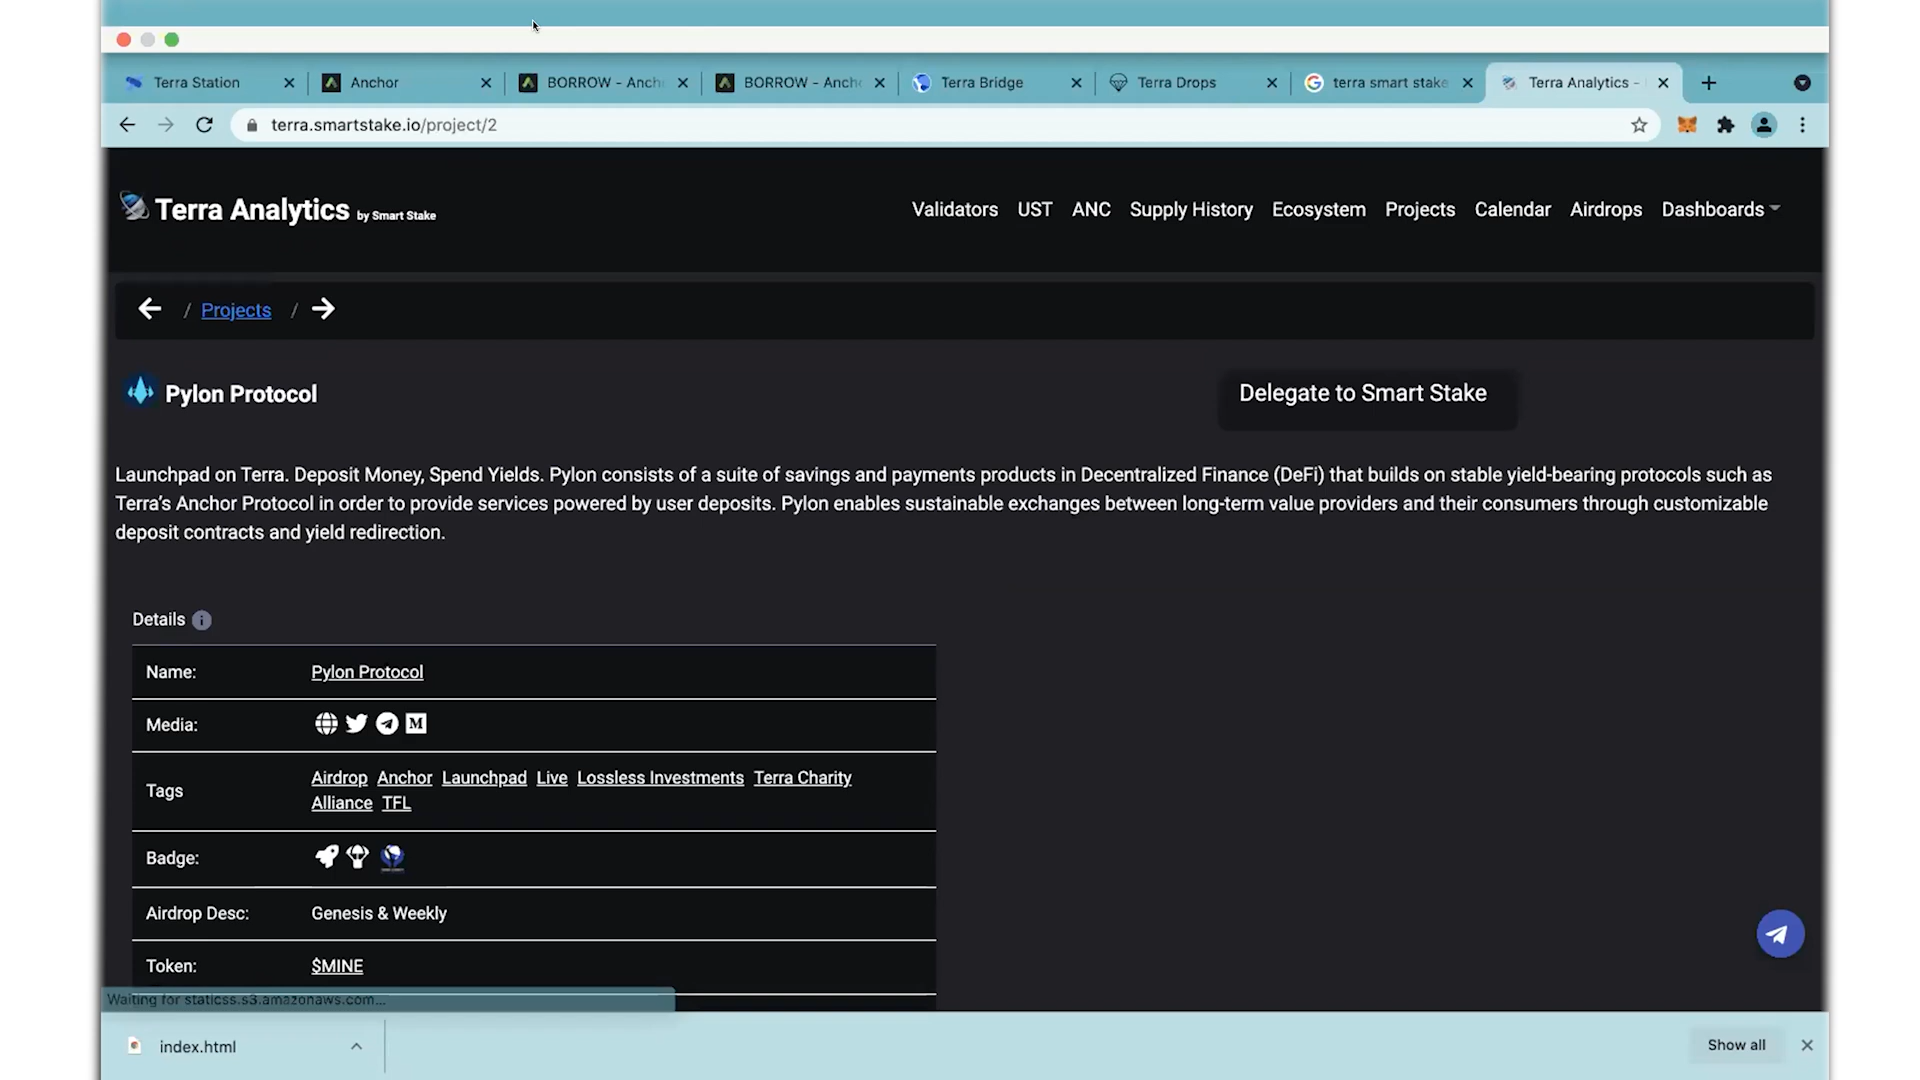 Terra Station
Anchor
BORROW - Anch
BORROW - Anch
Terra Bridge
Terra Drops
terra smart stake
Terra Analytics -
terra.smartstake.io/project/2
Terra Analytics by Smart Stake
Validators UST ANC Supply History Ecosystem Projects Calendar Airdrops Dashboards
/ Projects /
Pylon Protocol
Delegate to Smart Stake
Launchpad on Terra. Deposit Money, Spend Yields. Pylon consists of a suite of savings and payments products in Decentralized Finance (DeFi) that builds on stable yield-bearing protocols such as
Terra’s Anchor Protocol in order to provide services powered by user deposits. Pylon enables sustainable exchanges between long-term value providers and their consumers through customizable
deposit contracts and yield redirection.
Details
Name: Pylon Protocol
Media:
Tags Airdrop Anchor Launchpad Live Lossless Investments Terra Charity
Alliance TFL
Badge:
Airdrop Desc: Genesis & Weekly
Token: $MINE
Waiting for staticss.s3.amazonaws.com...
index.html
Show all